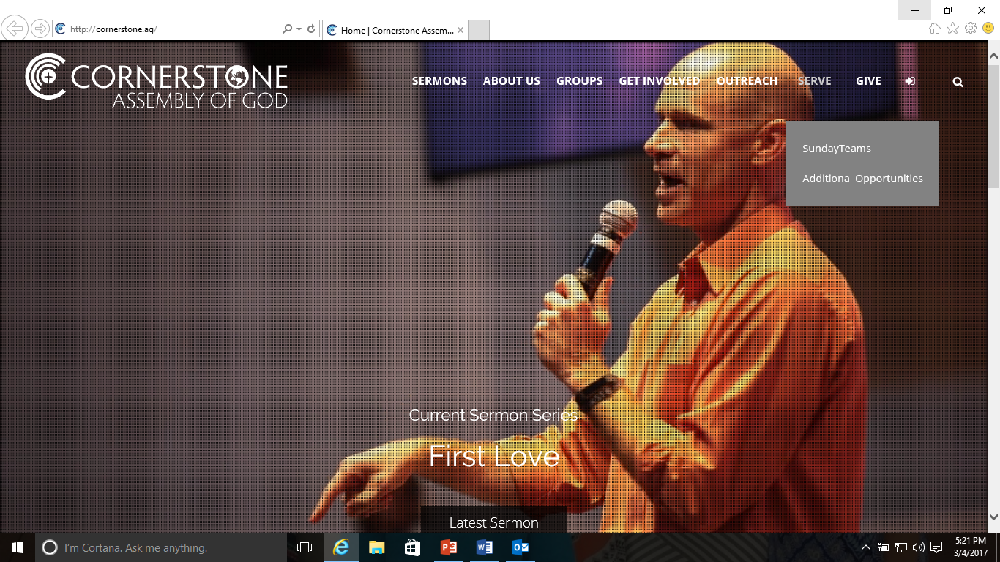 http://cornerstone.ag/
Home | Cornerstone Assem...
CORNERSTONE
ASSEMBLY OF GOD
SERMONS ABOUT US GROUPS GET INVOLVED OUTREACH SERVE GIVE
SundayTeams
Additional Opportunities
Current Sermon Series
First Love
Latest Sermon
I'm Cortana. Ask me anything.
5:21 PM
3/4/2017